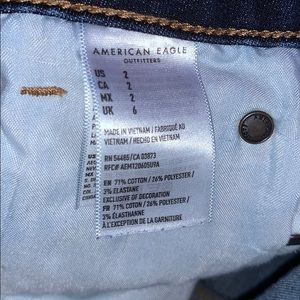 AMERICAN EAGLE
OUTFITTERS
US 2
CA 2
MX 2
UK 6
MADE IN VIETNAM / FABRIQUÉ AU
VIETNAM / HECHO EN VIETNAM
RN 54485/CA 03873
RFC# AEM120605U9A
EN 71% COTTON / 26% POLYESTER /
3% ELASTANE
EXCLUSIVE OF DECORATION
FR 71% COTON / 26% POLYESTER /
3% ÉLASTHANNE
À L'EXCEPTION DE LA GARNITURE